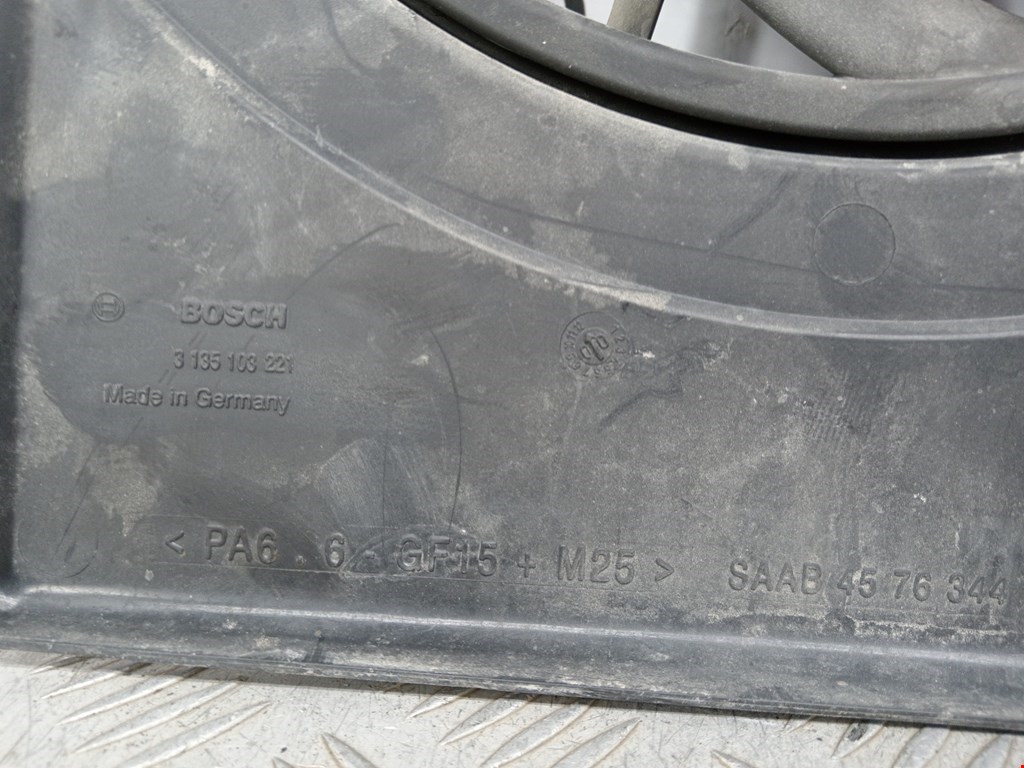 BOSCH
3 135 103 221
Made in Germany
< PA6 . 6 - GF15 + M25 > SAAB 45 76 344